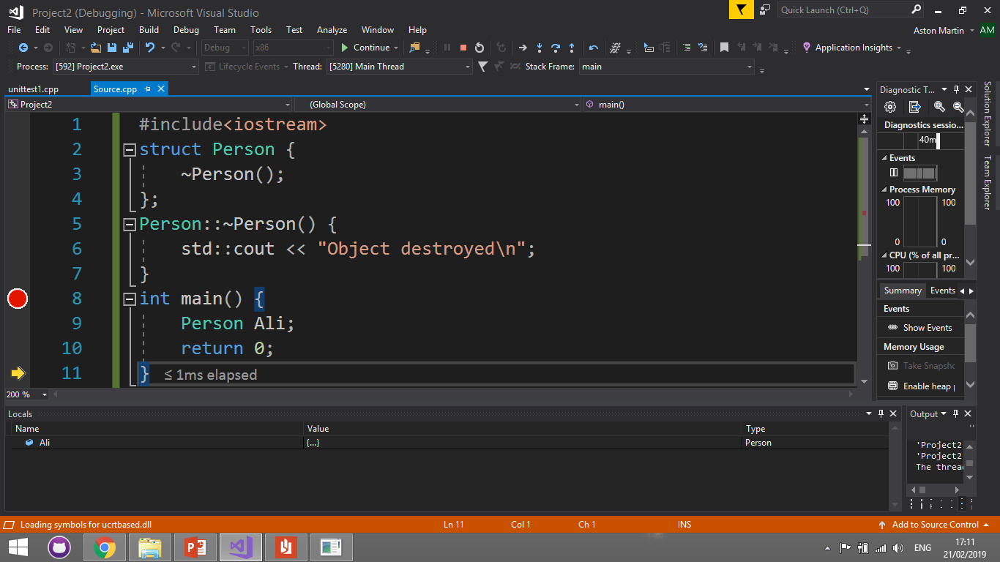 Project2 (Debugging) - Microsoft Visual Studio
Quick Launch (Ctrl+Q)
File Edit View Project Build Debug Team Tools Test Analyze Window Help
Aston Martin AM
Debug x86 Continue Application Insights
Process: [592] Project2.exe Lifecycle Events Thread: [5280] Main Thread Stack Frame: main
unittest1.cpp Source.cpp
Project2 (Global Scope) main()
1 #include<iostream>
2 struct Person {
3 ~Person();
4 };
5 Person::~Person() {
6 std::cout << "Object destroyed\n";
7 }
8 int main() {
9 Person Ali;
10 return 0;
11 } ≤ 1ms elapsed
200 %
Diagnostic T...
Diagnostics sessio...
40m
Events
Process Memory
100 100
0 0
CPU (% of all pr...
100 100
Summary Events
Events
Show Events
Memory Usage
Take Snapsho
Enable heap
Solution Explorer
Team Explorer
Locals
Name Value Type
Ali {...} Person
Output
'Project2
'Project2
The threa
Loading symbols for ucrtbased.dll Ln 11 Col 1 Ch 1 INS Add to Source Control
ENG 17:11
21/02/2019